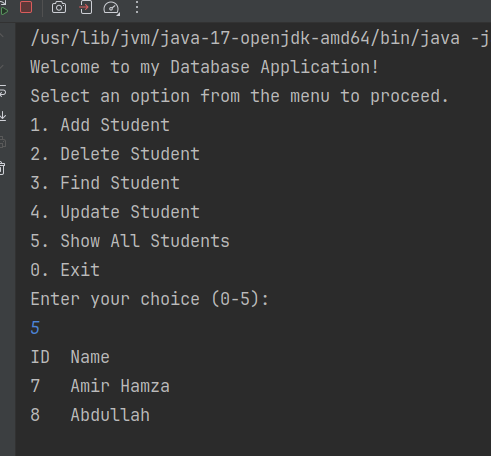 /usr/lib/jvm/java-17-openjdk-amd64/bin/java -j
Welcome to my Database Application!
Select an option from the menu to proceed.
1. Add Student
2. Delete Student
3. Find Student
4. Update Student
5. Show All Students
0. Exit
Enter your choice (0-5):
5
ID  Name
7   Amir Hamza
8   Abdullah